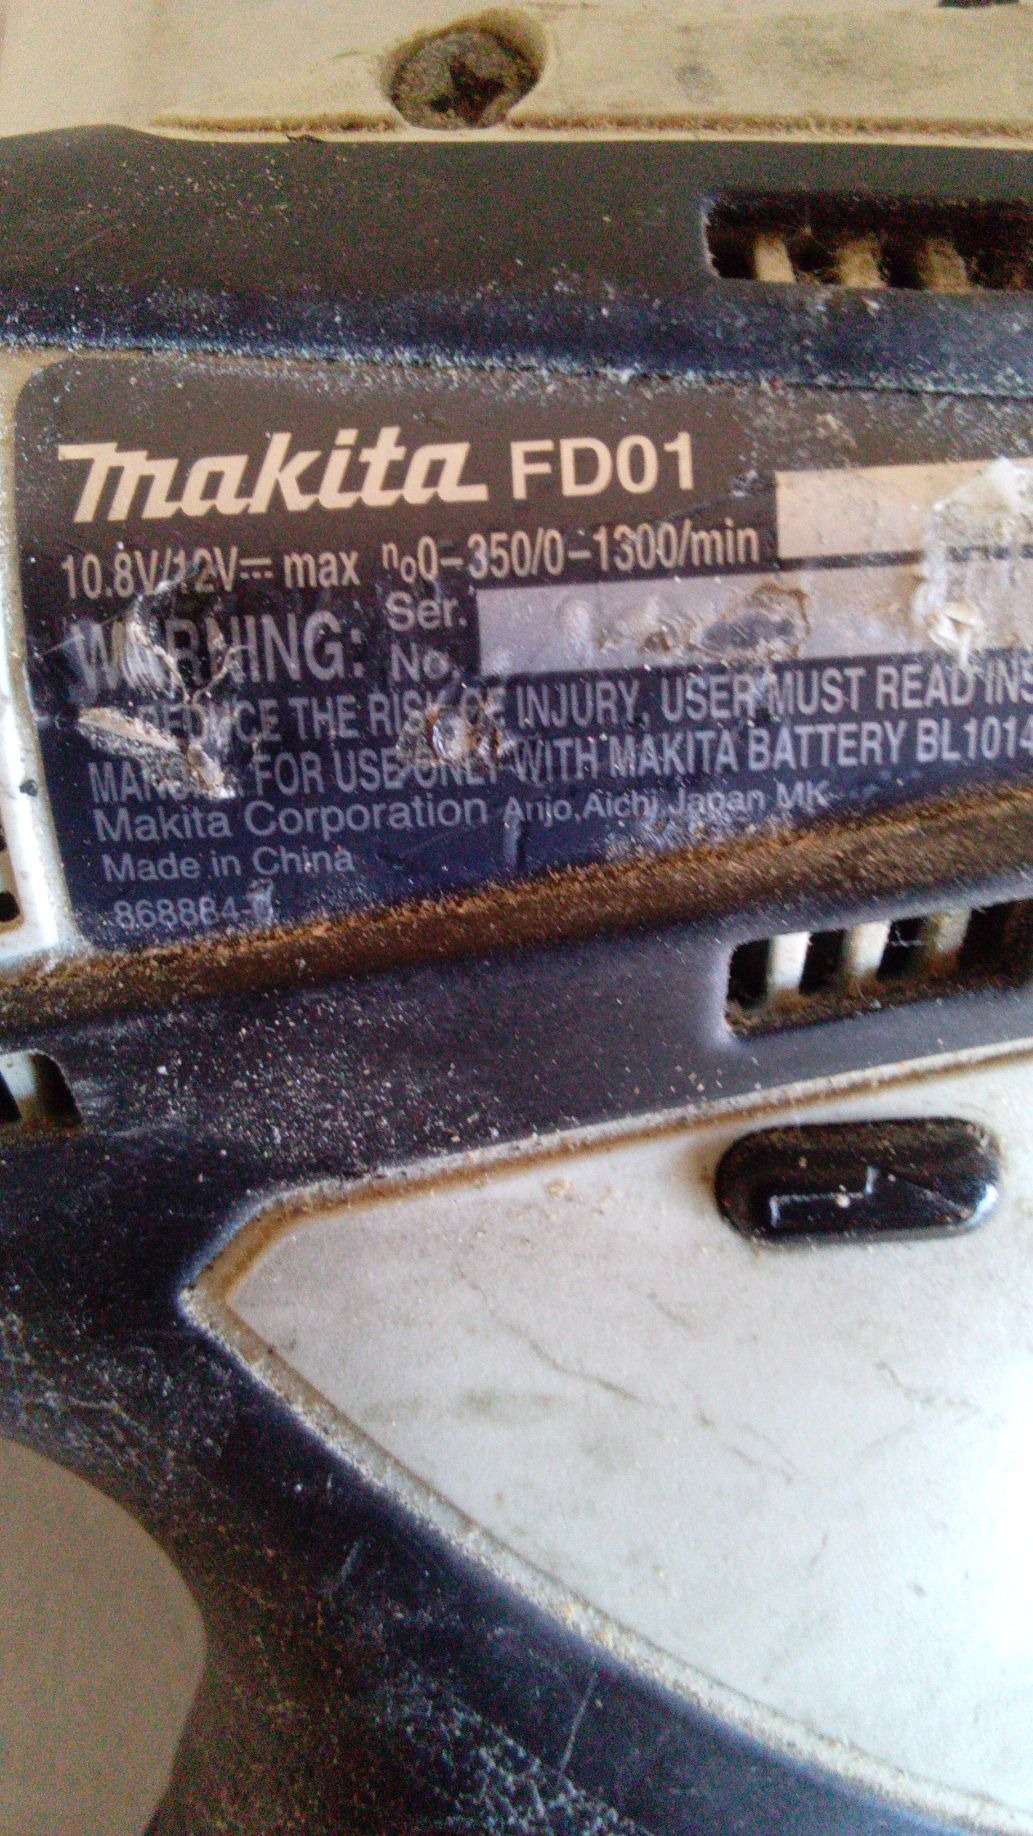 makita FD01
10.8V/12V⎓ max n₀0-350/0-1300/min
WARNING: Ser. No.
REDUCE THE RISK OF INJURY, USER MUST READ INS
FOR USE ONLY WITH MAKITA BATTERY BL1014
Makita Corporation Anjo,Aichi,Japan MK
Made in China